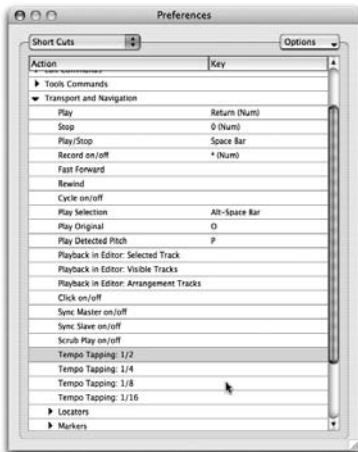 Preferences
Short Cuts Options
Action Key
Edit Commands
Tools Commands
Transport and Navigation
Play Return (Num)
Stop 0 (Num)
Play/Stop Space Bar
Record on/off * (Num)
Fast Forward
Rewind
Cycle on/off
Play Selection Alt-Space Bar
Play Original O
Play Detected Pitch P
Playback in Editor: Selected Track
Playback in Editor: Visible Tracks
Playback in Editor: Arrangement Tracks
Click on/off
Sync Master on/off
Sync Slave on/off
Scrub Play on/off
Tempo Tapping: 1/2
Tempo Tapping: 1/4
Tempo Tapping: 1/8
Tempo Tapping: 1/16
Locators
Markers